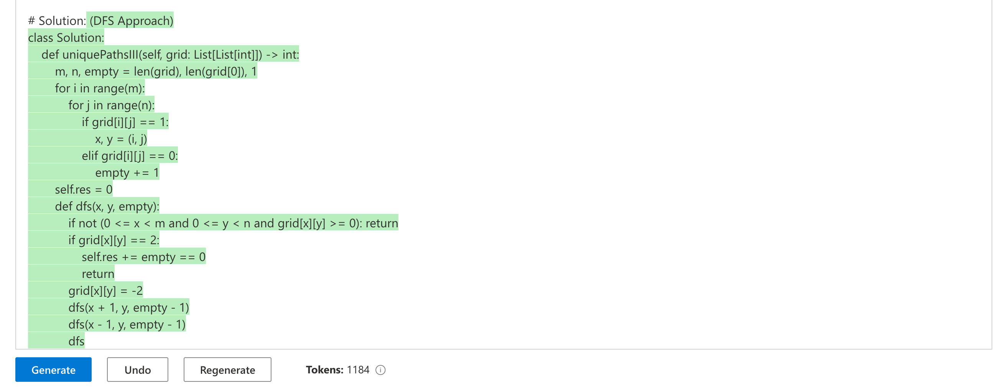 # Solution: (DFS Approach)
class Solution:
    def uniquePathsIII(self, grid: List[List[int]]) -> int:
        m, n, empty = len(grid), len(grid[0]), 1
        for i in range(m):
            for j in range(n):
                if grid[i][j] == 1:
                    x, y = (i, j)
                elif grid[i][j] == 0:
                    empty += 1
        self.res = 0
        def dfs(x, y, empty):
            if not (0 <= x < m and 0 <= y < n and grid[x][y] >= 0): return
            if grid[x][y] == 2:
                self.res += empty == 0
                return
            grid[x][y] = -2
            dfs(x + 1, y, empty - 1)
            dfs(x - 1, y, empty - 1)
            dfs
Generate Undo Regenerate Tokens: 1184